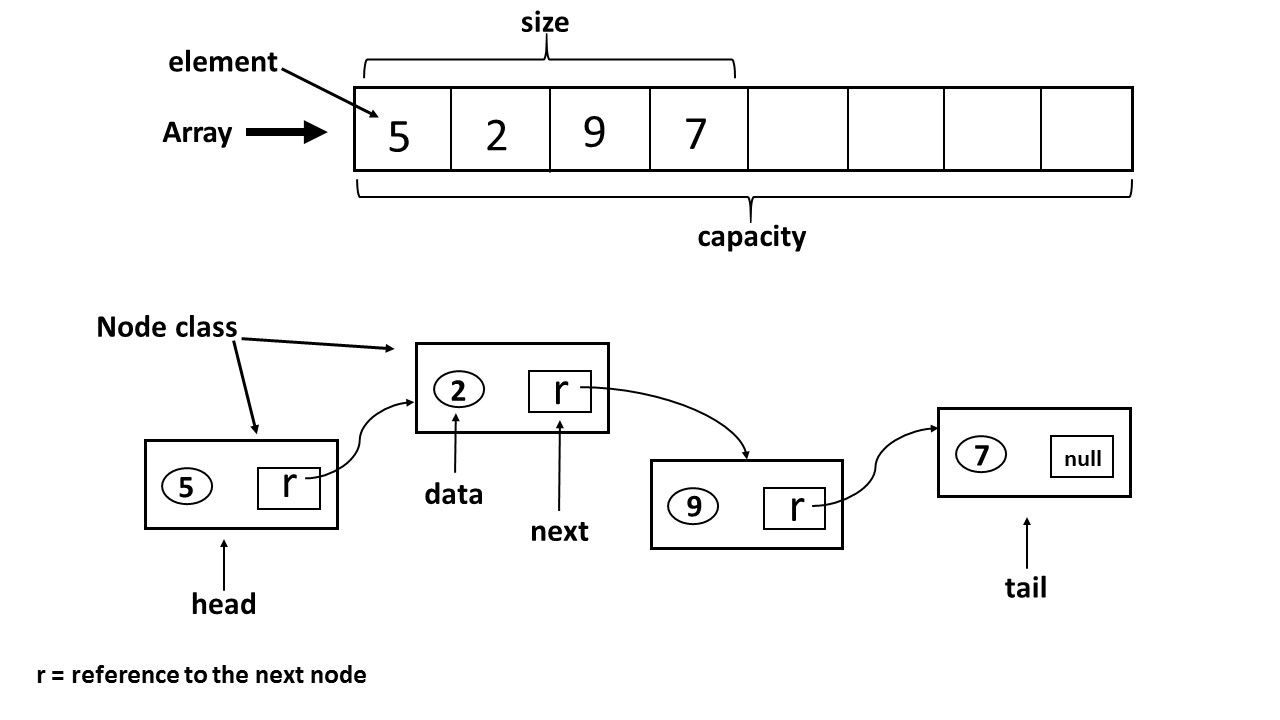 size
element
Array
5 2 9 7
capacity
Node class
2 r
5 r
7 null
9 r
data
next
head
tail
r = reference to the next node